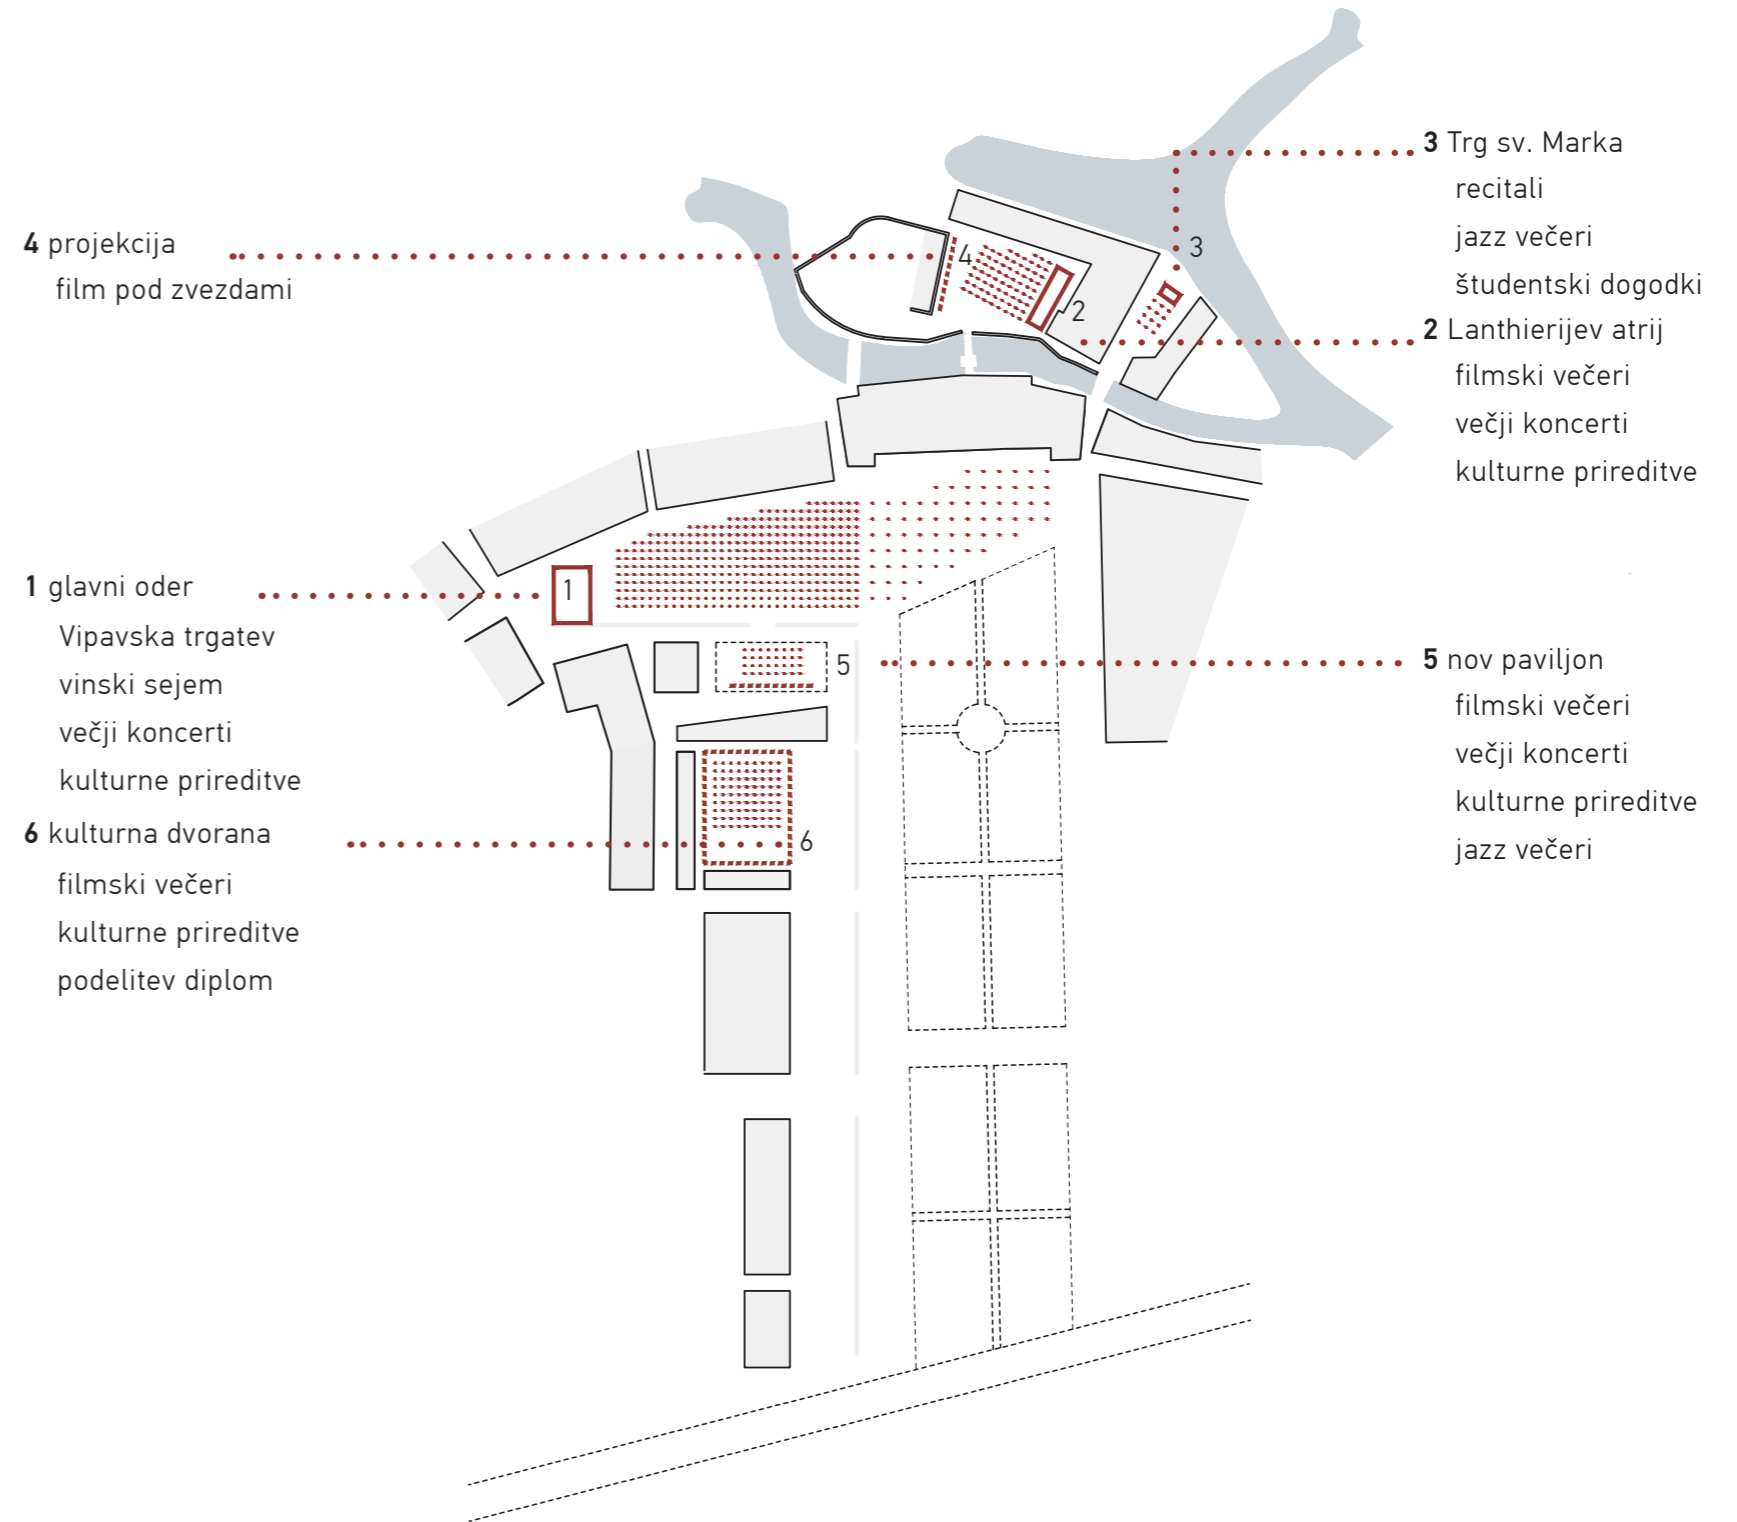 4 projekcija
film pod zvezdami
1 glavni oder
Vipavska trgatev
vinski sejem
večji koncerti
kulturne prireditve
6 kulturna dvorana
filmski večeri
kulturne prireditve
podelitev diplom
4
2
3
1
5
6
3 Trg sv. Marka
recitali
jazz večeri
študentski dogodki
2 Lanthierijev atrij
filmski večeri
večji koncerti
kulturne prireditve
5 nov paviljon
filmski večeri
večji koncerti
kulturne prireditve
jazz večeri